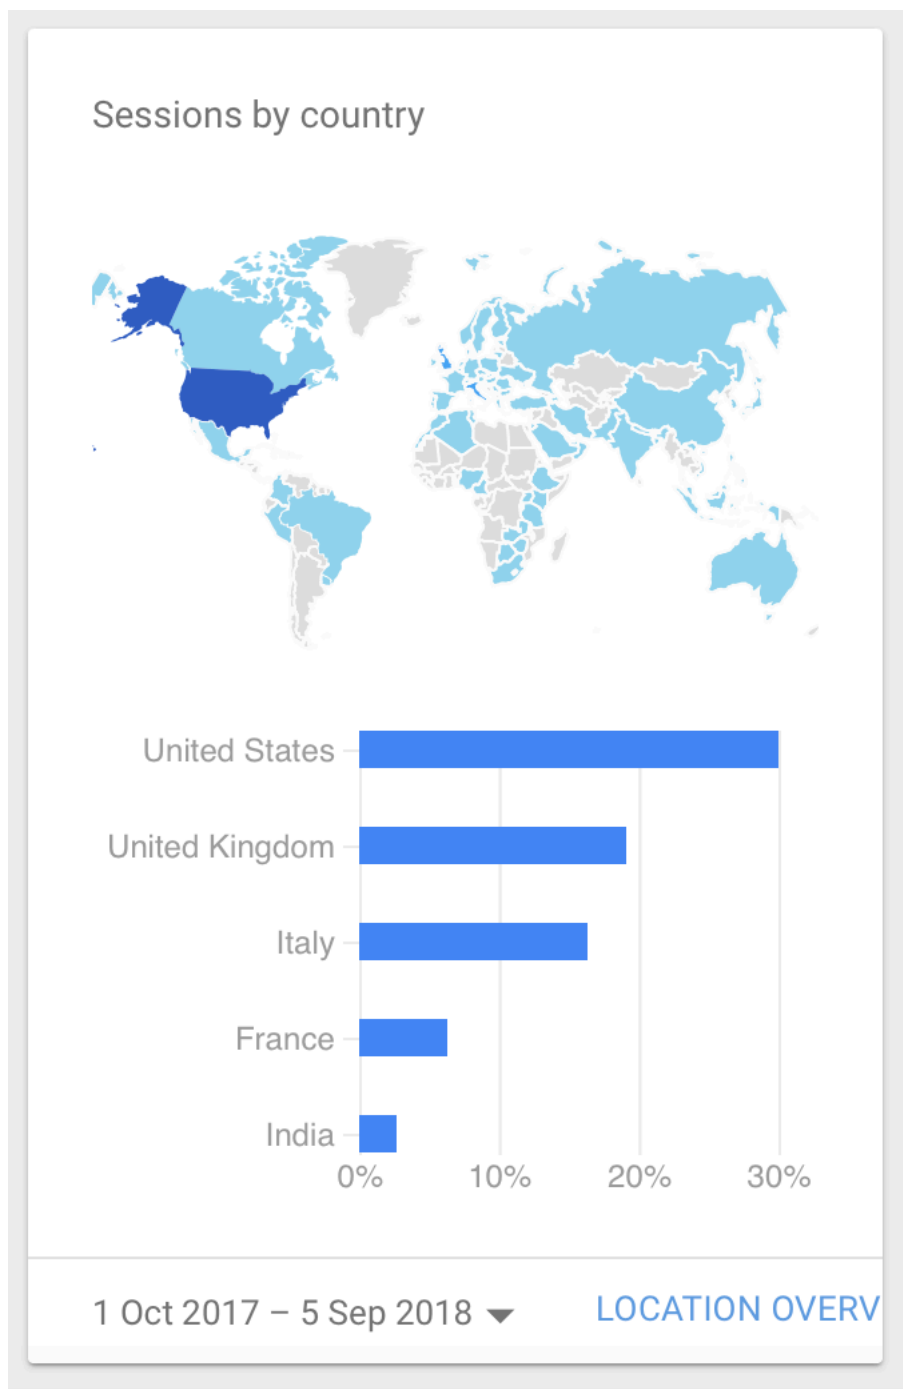 Sessions by country
United States
United Kingdom
Italy
France
India
0% 10% 20% 30%
1 Oct 2017 – 5 Sep 2018
LOCATION OVERV